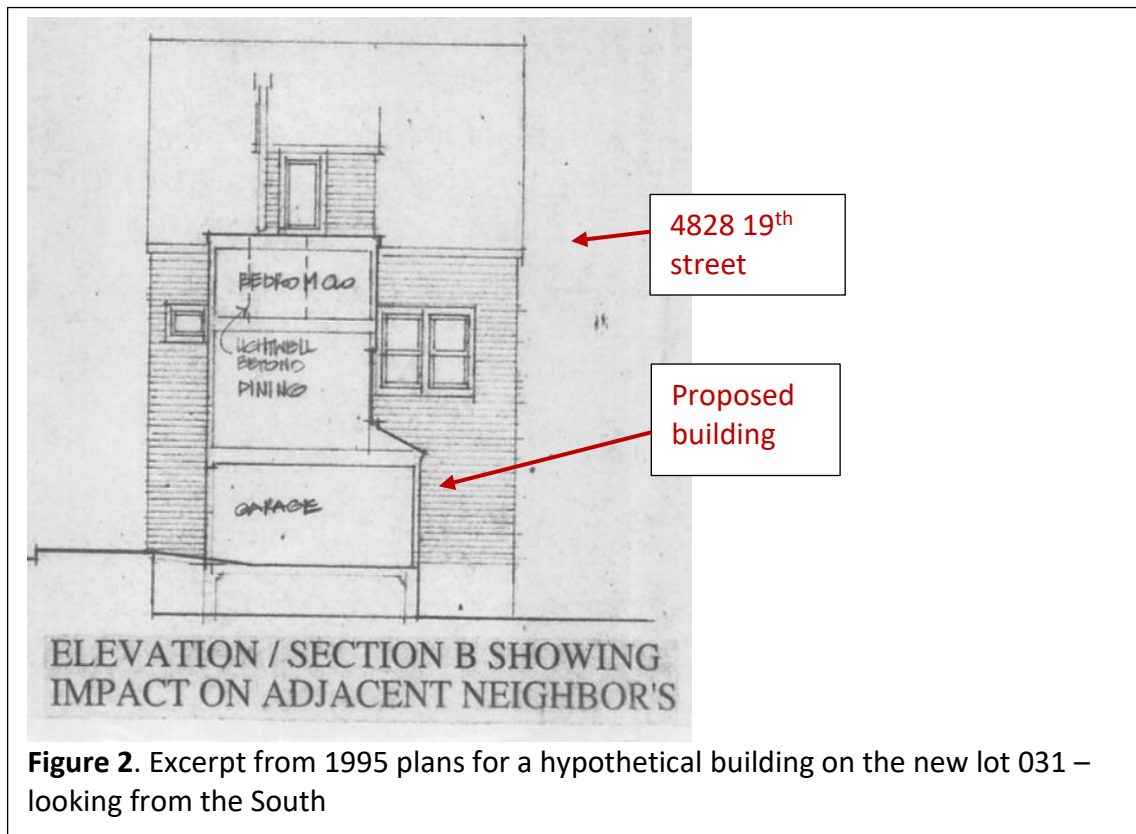 4828 19th
street
BEDROOM
LIGHTWELL
BEYOND
DINING
Proposed
building
GARAGE
ELEVATION / SECTION B SHOWING
IMPACT ON ADJACENT NEIGHBOR'S
Figure 2. Excerpt from 1995 plans for a hypothetical building on the new lot 031 –
looking from the South